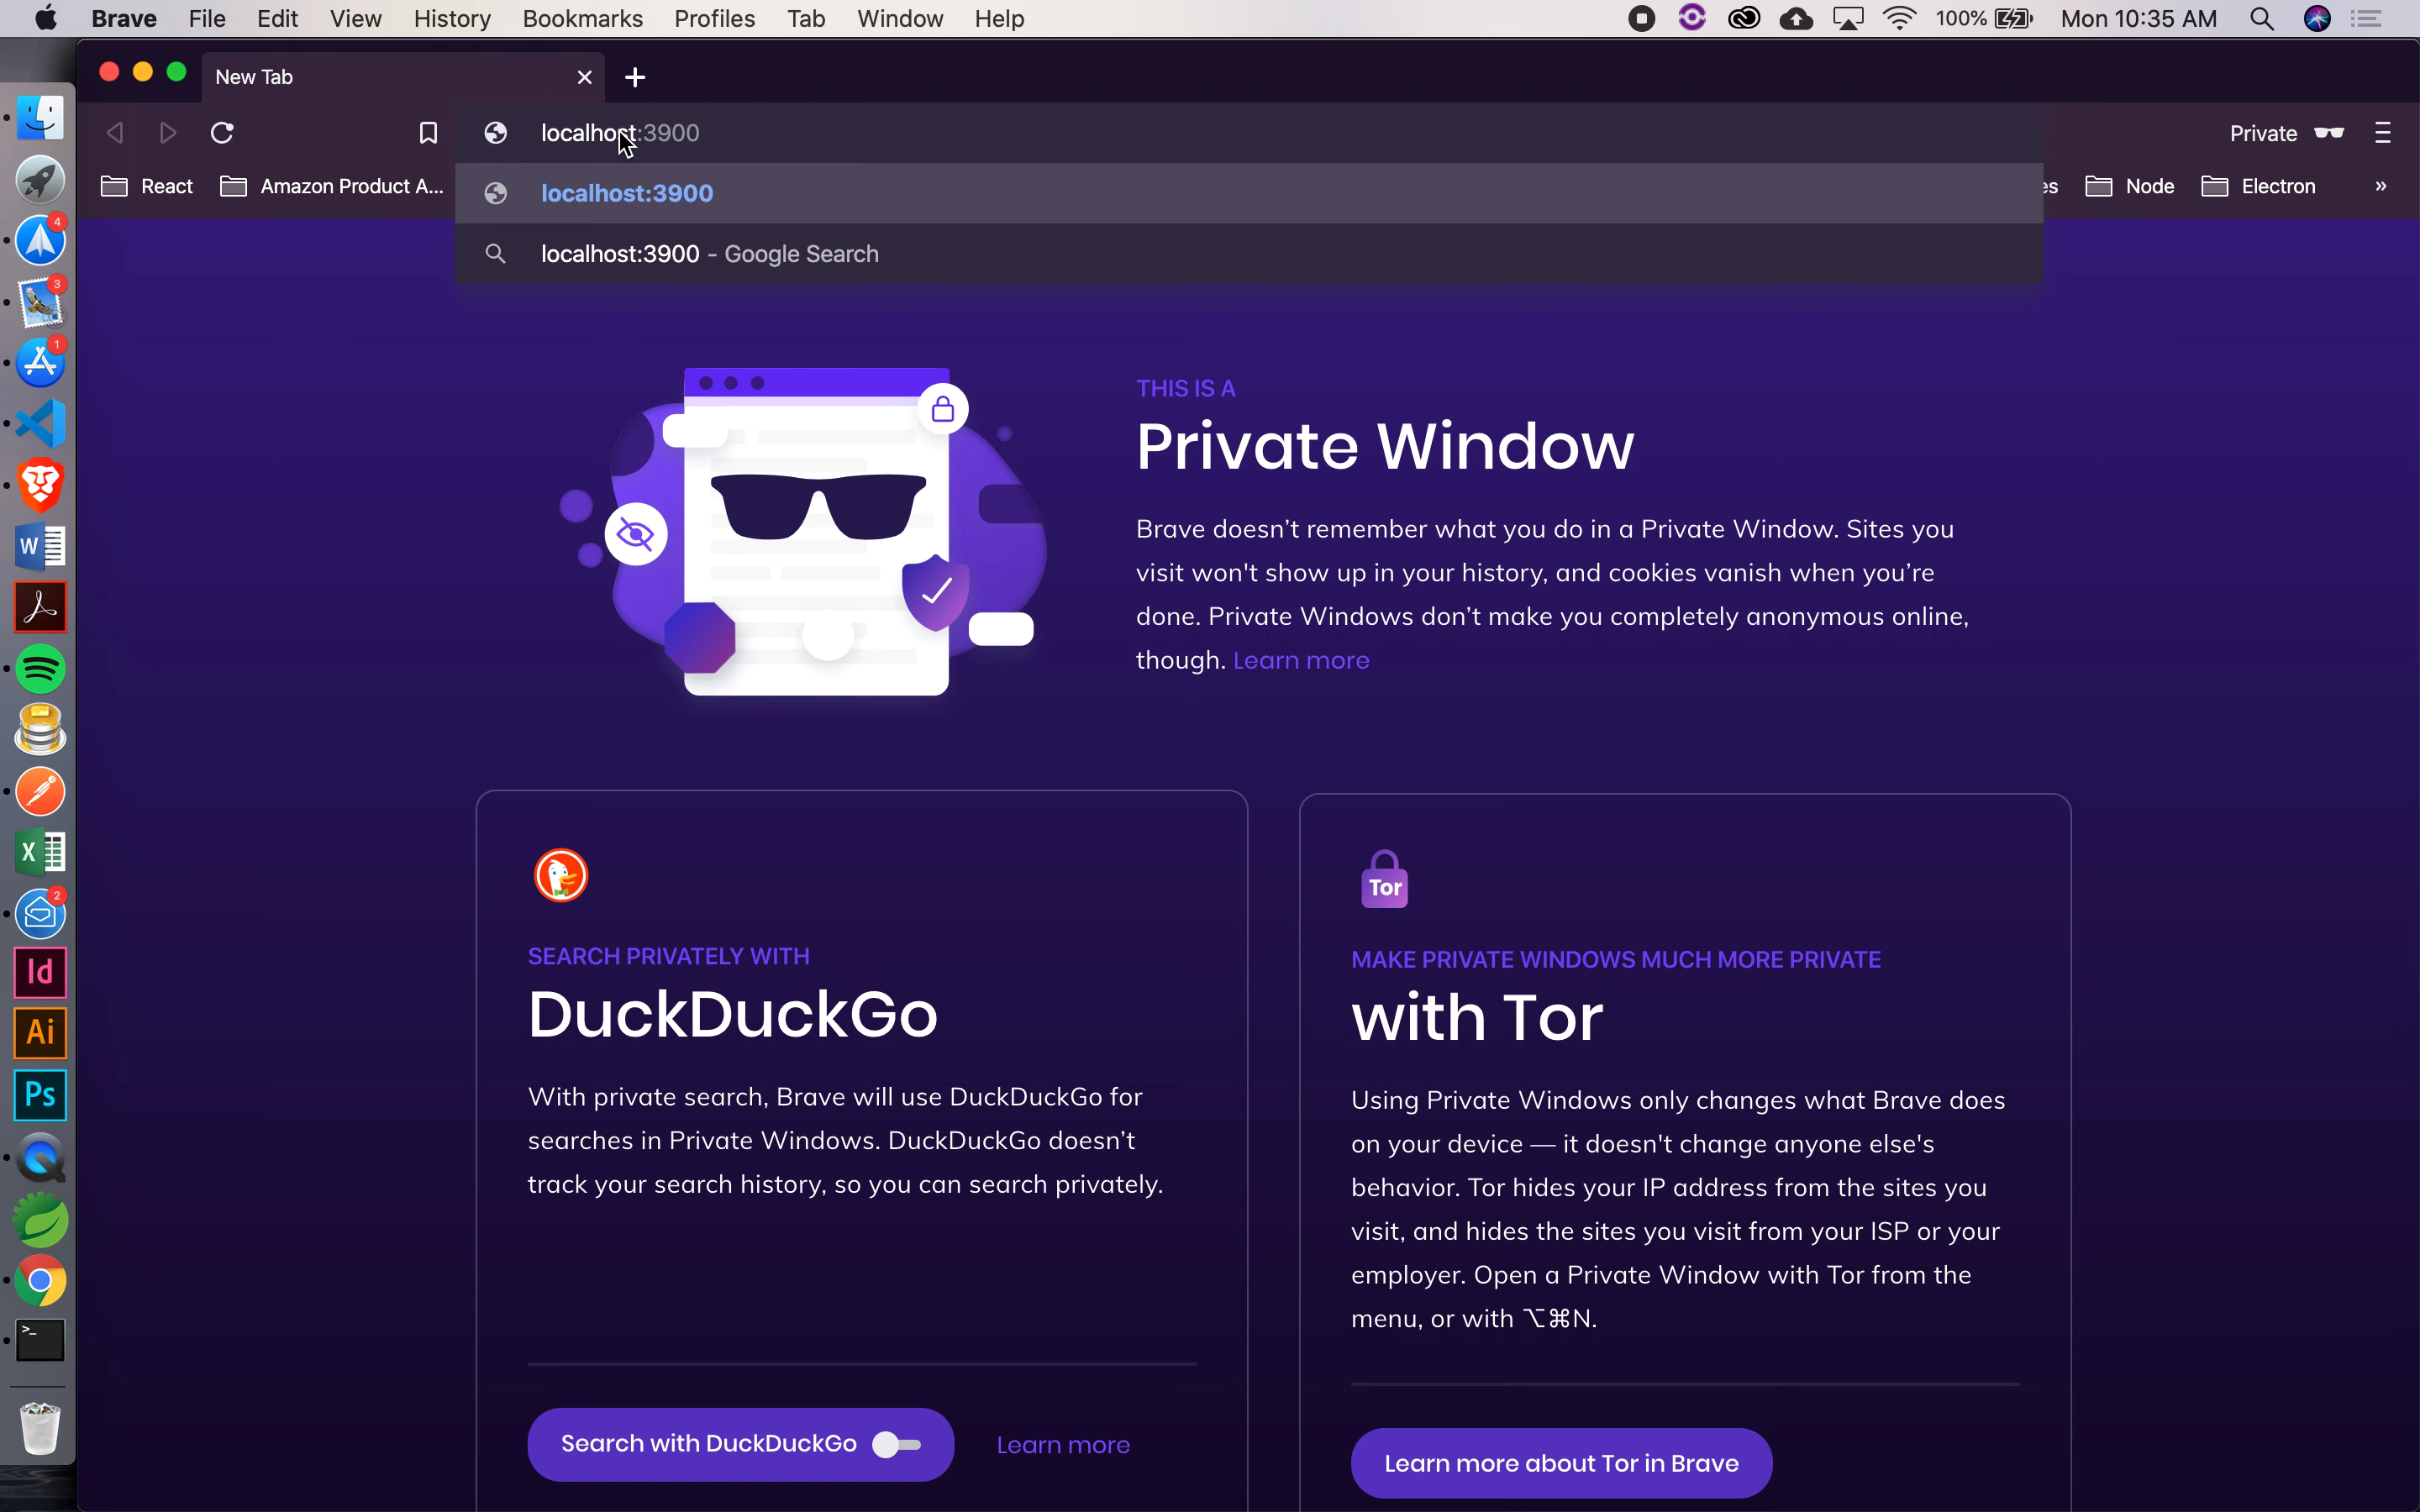 Brave File Edit View History Bookmarks Profiles Tab Window Help 100% Mon 10:35 AM
New Tab
localhost:3900
Private
React Amazon Product A... es Node Electron »
localhost:3900
localhost:3900 - Google Search
THIS IS A
Private Window
Brave doesn’t remember what you do in a Private Window. Sites you
visit won't show up in your history, and cookies vanish when you’re
done. Private Windows don’t make you completely anonymous online,
though. Learn more
Tor
SEARCH PRIVATELY WITH
DuckDuckGo
With private search, Brave will use DuckDuckGo for
searches in Private Windows. DuckDuckGo doesn’t
track your search history, so you can search privately.
Search with DuckDuckGo
Learn more
MAKE PRIVATE WINDOWS MUCH MORE PRIVATE
with Tor
Using Private Windows only changes what Brave does
on your device — it doesn't change anyone else's
behavior. Tor hides your IP address from the sites you
visit, and hides the sites you visit from your ISP or your
employer. Open a Private Window with Tor from the
menu, or with ⌥⌘N.
Learn more about Tor in Brave
4
3
1
W
X
2
Id
Ai
Ps
>_